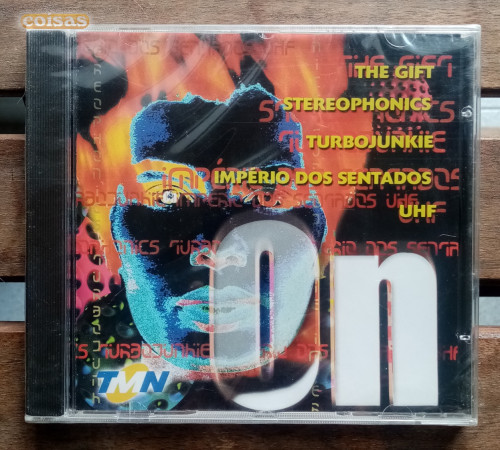 coisas
THE GIFT
STEREOPHONICS
TURBOJUNKIE
IMPÉRIO DOS SENTADOS
UHF
On
TMN